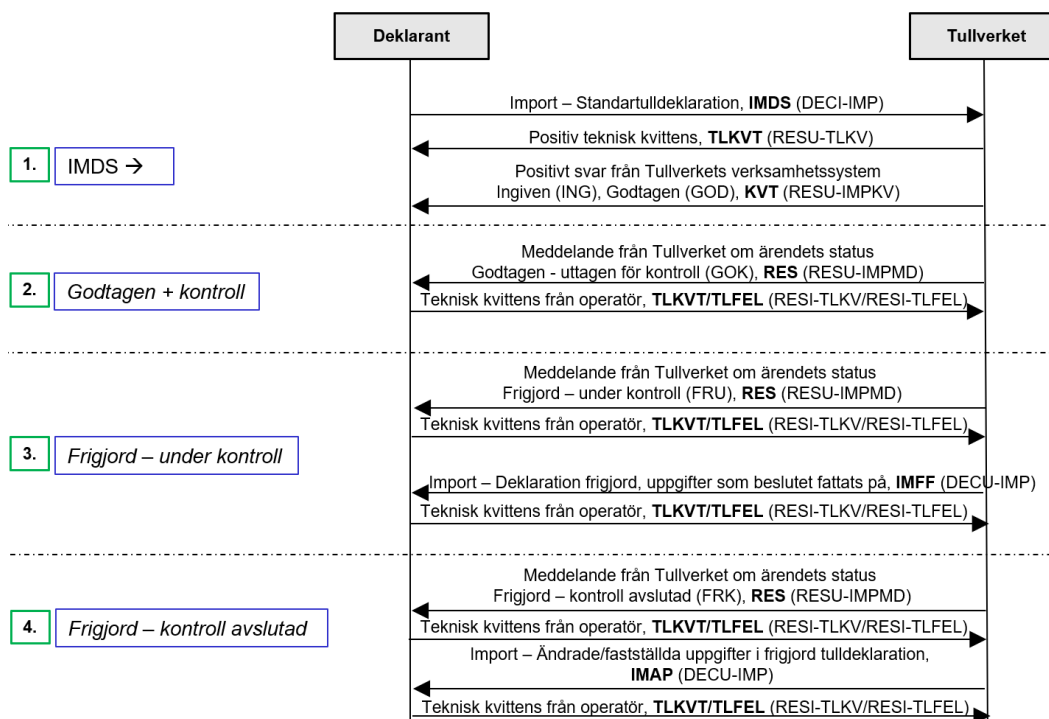 Deklarant
Tullverket
Import – Standartulldeklaration, IMDS (DECI-IMP)
Positiv teknisk kvittens, TLKVT (RESU-TLKV)
1.
IMDS →
Positivt svar från Tullverkets verksamhetssystem
Ingiven (ING), Godtagen (GOD), KVT (RESU-IMPKV)
Meddelande från Tullverket om ärendets status
Godtagen - uttagen för kontroll (GOK), RES (RESU-IMPMD)
2.
Godtagen + kontroll
Teknisk kvittens från operatör, TLKVT/TLFEL (RESI-TLKV/RESI-TLFEL)
Meddelande från Tullverket om ärendets status
Frigjord – under kontroll (FRU), RES (RESU-IMPMD)
Teknisk kvittens från operatör, TLKVT/TLFEL (RESI-TLKV/RESI-TLFEL)
3.
Frigjord – under kontroll
Import – Deklaration frigjord, uppgifter som beslutet fattats på, IMFF (DECU-IMP)
Teknisk kvittens från operatör, TLKVT/TLFEL (RESI-TLKV/RESI-TLFEL)
Meddelande från Tullverket om ärendets status
Frigjord – kontroll avslutad (FRK), RES (RESU-IMPMD)
4.
Frigjord – kontroll avslutad
Teknisk kvittens från operatör, TLKVT/TLFEL (RESI-TLKV/RESI-TLFEL)
Import – Ändrade/fastställda uppgifter i frigjord tulldeklaration,
IMAP (DECU-IMP)
Teknisk kvittens från operatör, TLKVT/TLFEL (RESI-TLKV/RESI-TLFEL)